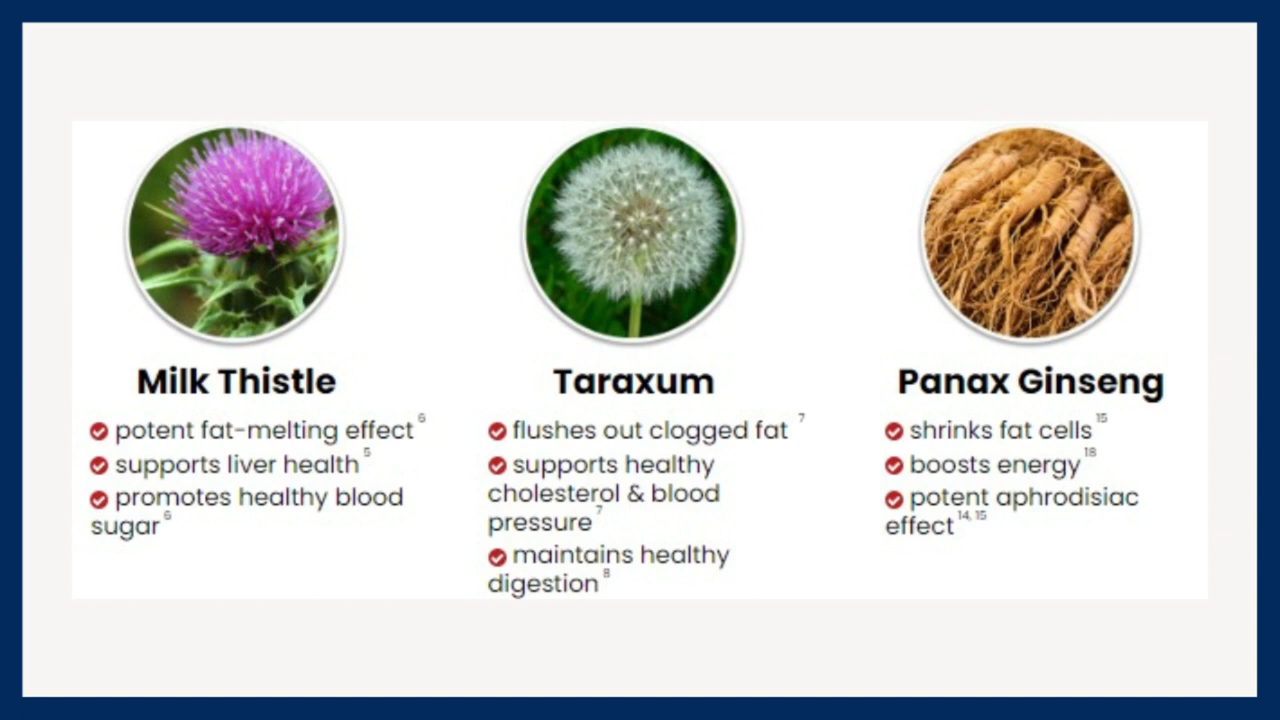 Milk Thistle
potent fat-melting effect 6
supports liver health 5
promotes healthy blood
sugar 6
Taraxum
flushes out clogged fat 7
supports healthy
cholesterol & blood
pressure 7
maintains healthy
digestion 8
Panax Ginseng
shrinks fat cells 15
boosts energy 18
potent aphrodisiac
effect 14, 15